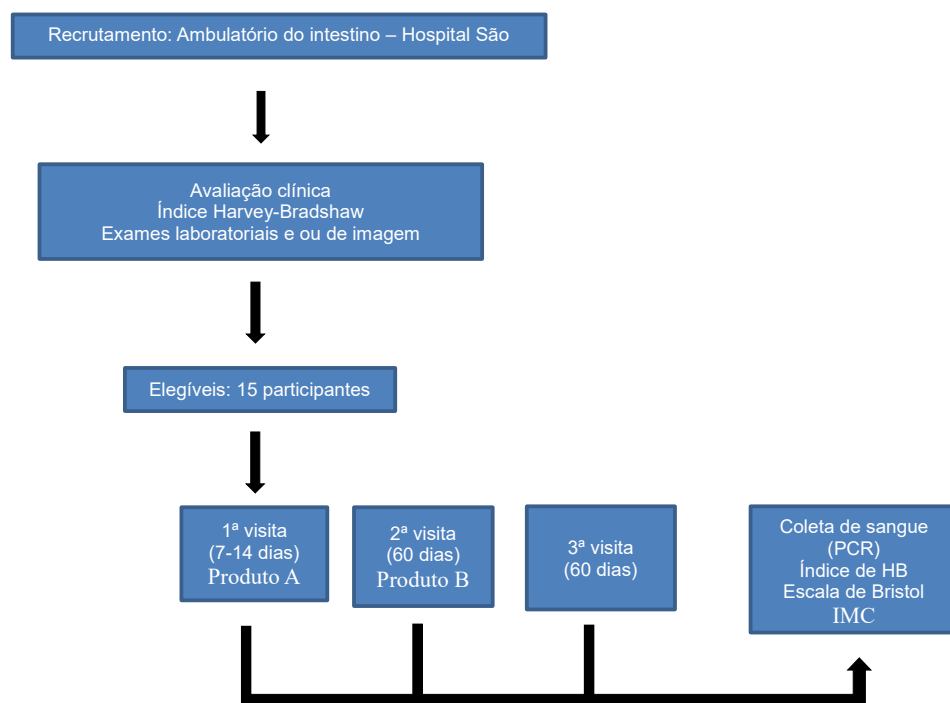 Recrutamento: Ambulatório do intestino – Hospital São
Avaliação clínica
Índice Harvey-Bradshaw
Exames laboratoriais e ou de imagem
Elegíveis: 15 participantes
1ª visita
(7-14 dias)
Produto A
2ª visita
(60 dias)
Produto B
3ª visita
(60 dias)
Coleta de sangue
(PCR)
Índice de HB
Escala de Bristol
IMC